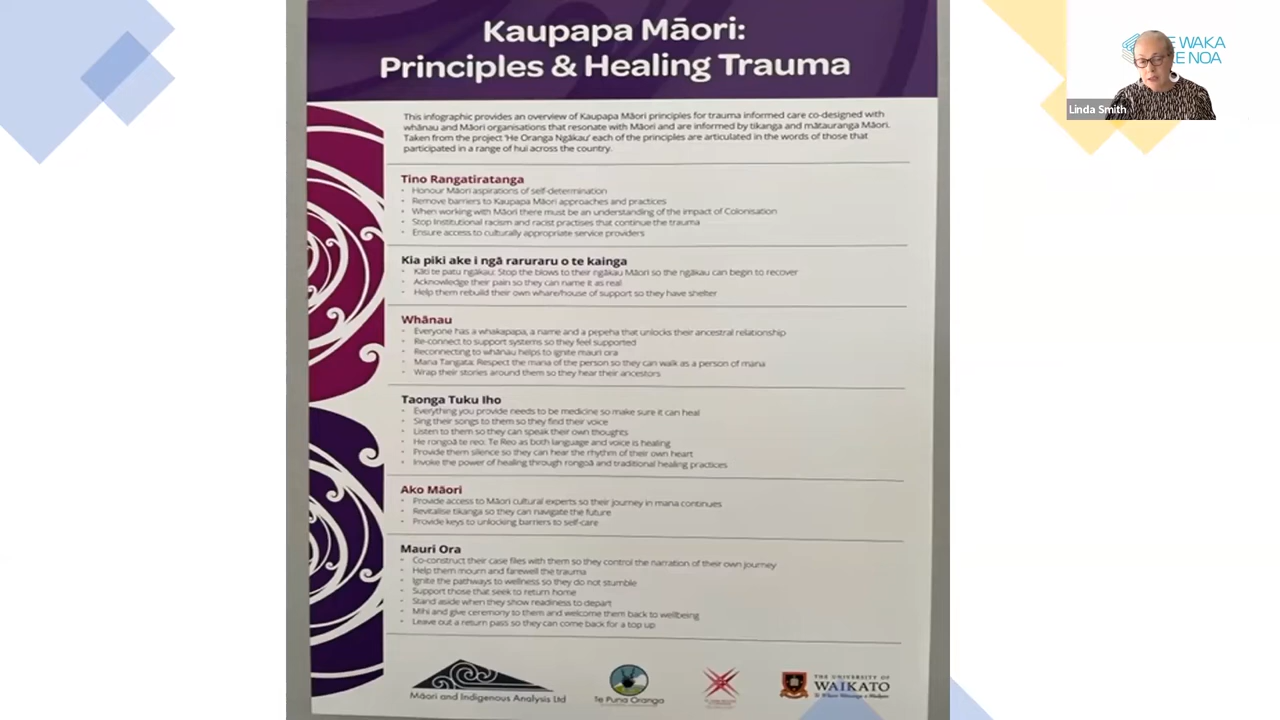 Kaupapa Māori:
Principles & Healing Trauma
This infographic provides an overview of Kaupapa Māori principles for trauma informed care co-designed with
whānau and Māori organisations that resonate with Māori and are informed by tikanga and mātauranga Māori.
Taken from the project 'He Oranga Ngākau' each of the principles are articulated in the words of those that
participated in a range of hui across the country.
Tino Rangatiratanga
• Honour Māori aspirations of self-determination
• Remove barriers to Kaupapa Māori approaches and practices
• When working with Māori there must be an understanding of the impact of Colonisation
• Stop Institutional racism and racist practises that continue the trauma
• Ensure access to culturally appropriate service providers
Kia piki ake i ngā raruraru o te kainga
• Kāti te patu ngākau: Stop the blows to their ngākau Māori so the ngākau can begin to recover
• Acknowledge their pain so they can name it as real
• Help them rebuild their own whare/house of support so they have shelter
Whānau
• Everyone has a whakapapa, a name and a pepeha that unlocks their ancestral relationship
• Re-connect to support systems so they feel supported
• Reconnecting to whānau helps to ignite mauri ora
• Mana Tangata: Respect the mana of the person so they can walk as a person of mana
• Wrap their stories around them so they hear their ancestors
Taonga Tuku Iho
• Everything you provide needs to be medicine so make sure it can heal
• Sing their songs to them so they find their voice
• Listen to them so they can speak their own thoughts
• He rongoā te reo: Te Reo as both language and voice is healing
• Provide them silence so they can hear the rhythm of their own heart
• Invoke the power of healing through rongoā and traditional healing practices
Ako Māori
• Provide access to Māori cultural experts so their journey in mana continues
• Revitalise tikanga so they can navigate the future
• Provide keys to unlocking barriers to self-care
Mauri Ora
• Co-construct their case files with them so they control the narration of their own journey
• Help them mourn and farewell the trauma
• Ignite the pathways to wellness so they do not stumble
• Support those that seek to return home
• Stand aside when they show readiness to depart
• Mihi and give ceremony to them and welcome them back to wellbeing
• Leave out a return pass so they can come back for a top up
Māori and Indigenous Analysis Ltd
Te Puna Oranga
THE UNIVERSITY OF
WAIKATO
Te Whare Wānanga o Waikato
E WAKA
E NOA
Linda Smith